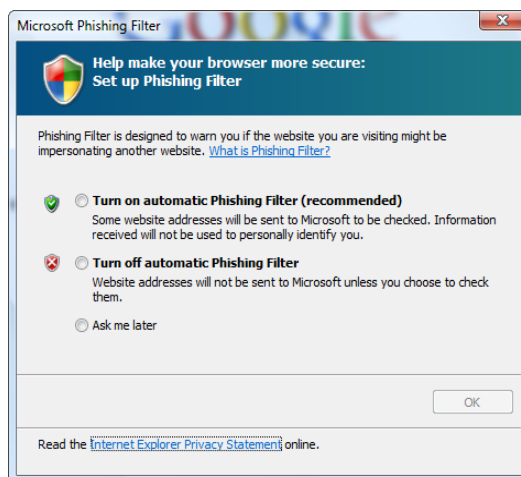 Google
Microsoft Phishing Filter
Help make your browser more secure:
Set up Phishing Filter
Phishing Filter is designed to warn you if the website you are visiting might be
impersonating another website. What is Phishing Filter?
Turn on automatic Phishing Filter (recommended)
Some website addresses will be sent to Microsoft to be checked. Information
received will not be used to personally identify you.
Turn off automatic Phishing Filter
Website addresses will not be sent to Microsoft unless you choose to check
them.
Ask me later
OK
Read the Internet Explorer Privacy Statement online.